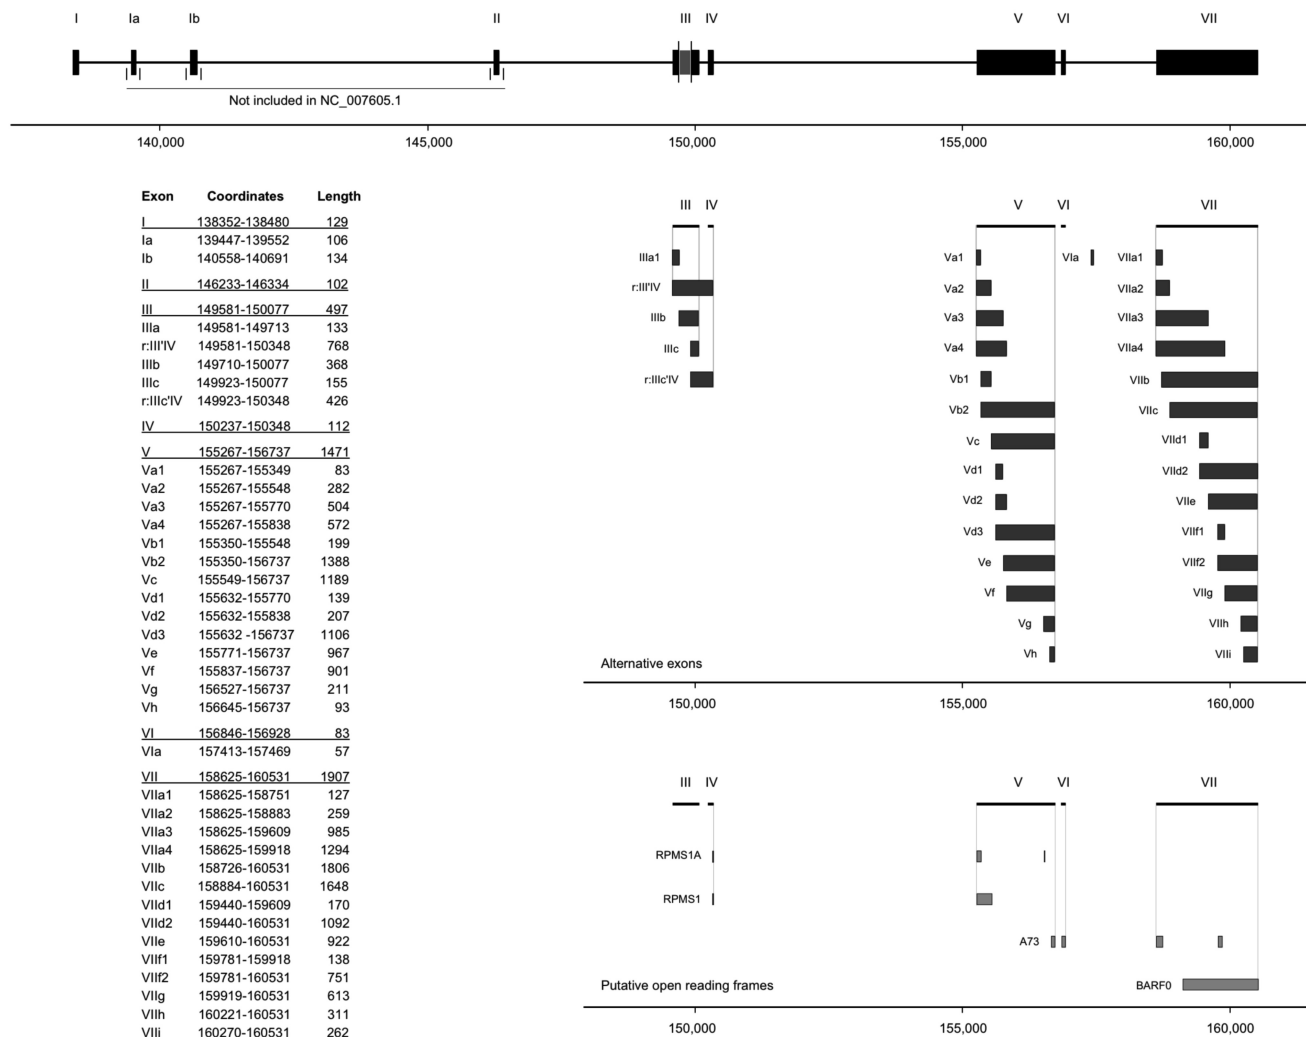 I Ia Ib II III IV V VI VII
Not included in NC_007605.1
140,000 145,000 150,000 155,000 160,000
Exon Coordinates Length
I 138352-138480 129
Ia 139447-139552 106
Ib 140558-140691 134
II 146233-146334 102
III 149581-150077 497
IIIa 149581-149713 133
r:III'IV 149581-150348 768
IIIb 149710-150077 368
IIIc 149923-150077 155
r:IIIc'IV 149923-150348 426
IV 150237-150348 112
V 155267-156737 1471
Va1 155267-155349 83
Va2 155267-155548 282
Va3 155267-155770 504
Va4 155267-155838 572
Vb1 155350-155548 199
Vb2 155350-156737 1388
Vc 155549-156737 1189
Vd1 155632-155770 139
Vd2 155632-155838 207
Vd3 155632 -156737 1106
Ve 155771-156737 967
Vf 155837-156737 901
Vg 156527-156737 211
Vh 156645-156737 93
VI 156846-156928 83
VIa 157413-157469 57
VII 158625-160531 1907
VIIa1 158625-158751 127
VIIa2 158625-158883 259
VIIa3 158625-159609 985
VIIa4 158625-159918 1294
VIIb 158726-160531 1806
VIIc 158884-160531 1648
VIId1 159440-159609 170
VIId2 159440-160531 1092
VIIe 159610-160531 922
VIIf1 159781-159918 138
VIIf2 159781-160531 751
VIIg 159919-160531 613
VIIh 160221-160531 311
VIIi 160270-160531 262
III IV V VI VII
IIIa1 Va1 VIa VIIa1
r:III'IV Va2 VIIa2
IIIb Va3 VIIa3
IIIc Va4 VIIa4
r:IIIc'IV Vb1 VIIb
Vb2 VIIc
Vc VIId1
Vd1 VIId2
Vd2 VIIe
Vd3 VIIf1
Ve VIIf2
Vf VIIg
Vg VIIh
Vh VIIi
Alternative exons
150,000 155,000 160,000
III IV V VI VII
RPMS1A
RPMS1
A73
BARF0
Putative open reading frames
150,000 155,000 160,000